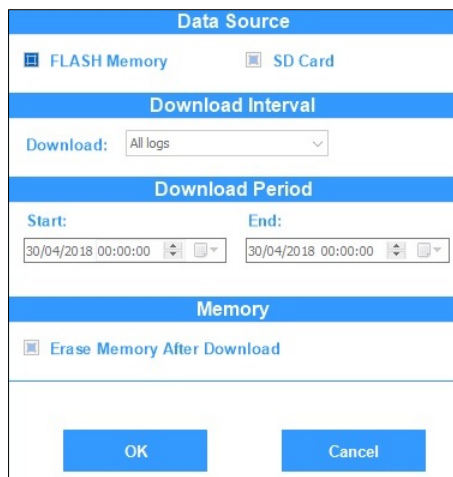 Data Source
FLASH Memory SD Card
Download Interval
Download: All logs
Download Period
Start: End:
30/04/2018 00:00:00 30/04/2018 00:00:00
Memory
Erase Memory After Download
OK Cancel